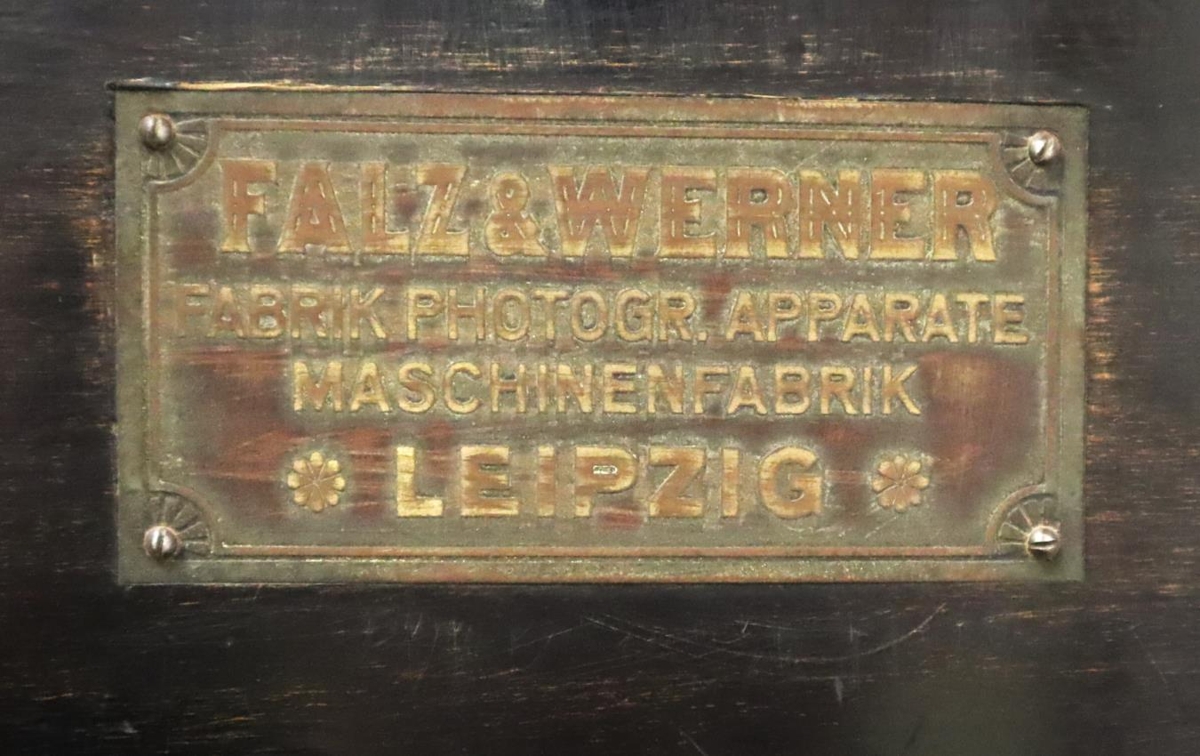 FALZ & WERNER
FABRIK PHOTOGR. APPARATE
MASCHINENFABRIK
LEIPZIG